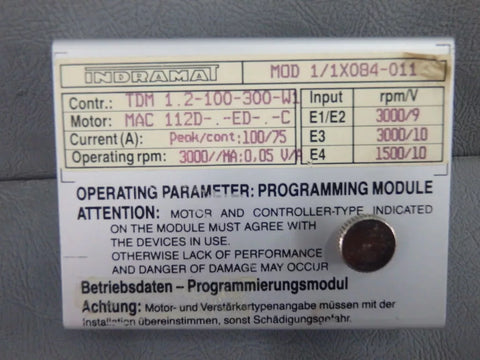 INDRAMAT MOD 1/1X084-011
Contr.: TDM 1.2-100-300-W1 Input rpm/V
Motor: MAC 112D-.-ED-.-C E1/E2 3000/9
Current (A): Peak/cont.:100/75 E3 3000/10
Operating rpm: 3000//MA:0,05 V/A E4 1500/10
OPERATING PARAMETER: PROGRAMMING MODULE
ATTENTION: MOTOR AND CONTROLLER-TYPE INDICATED
ON THE MODULE MUST AGREE WITH
THE DEVICES IN USE.
OTHERWISE LACK OF PERFORMANCE
AND DANGER OF DAMAGE MAY OCCUR
Betriebsdaten – Programmierungsmodul
Achtung: Motor- und Verstärkertypenangabe müssen mit der
Installation übereinstimmen, sonst Schädigungsgefahr.